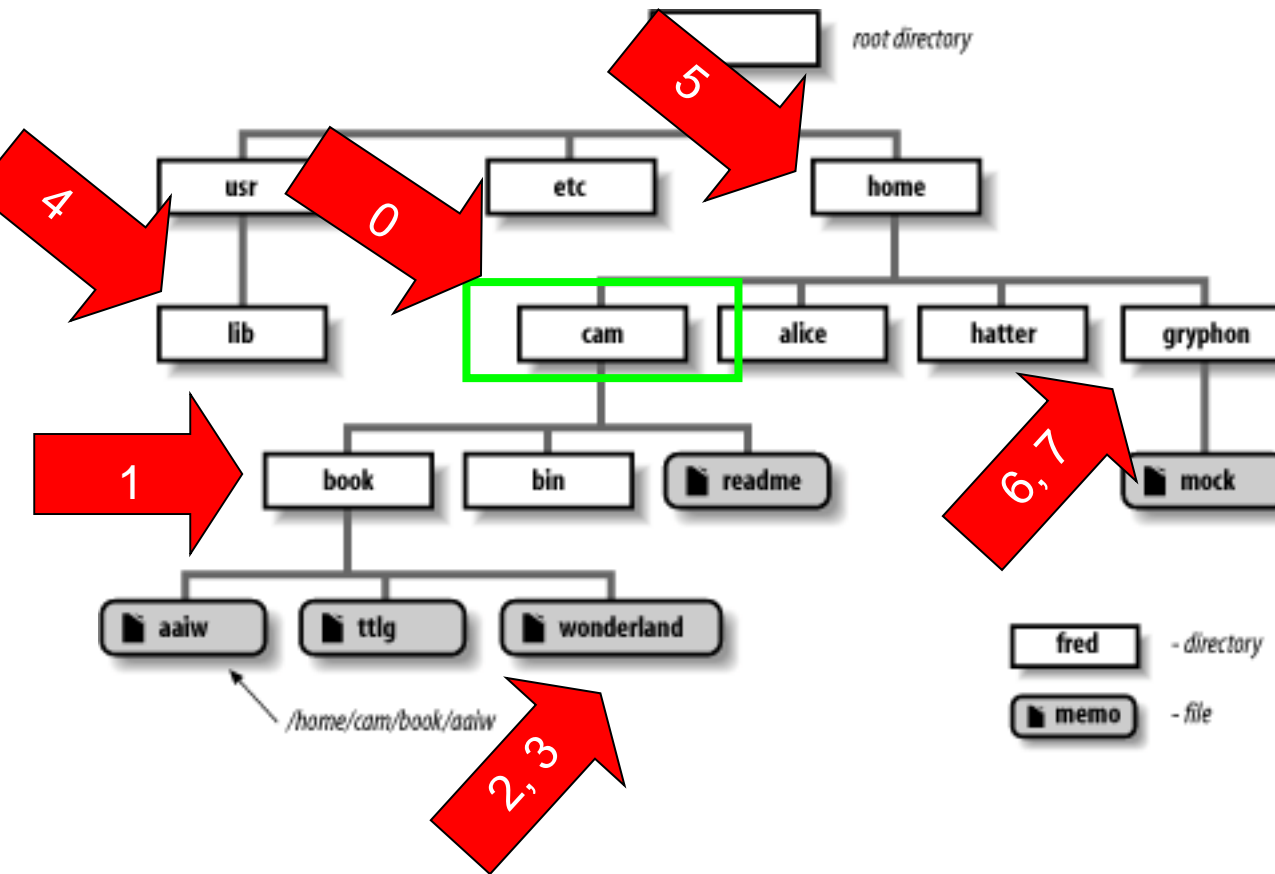 root directory
5
usr
etc
home
4
0
lib
cam
alice
hatter
gryphon
1
book
bin
readme
6, 7
mock
aaiw
ttlg
wonderland
fred
- directory
/home/cam/book/aaiw
memo
- file
2, 3